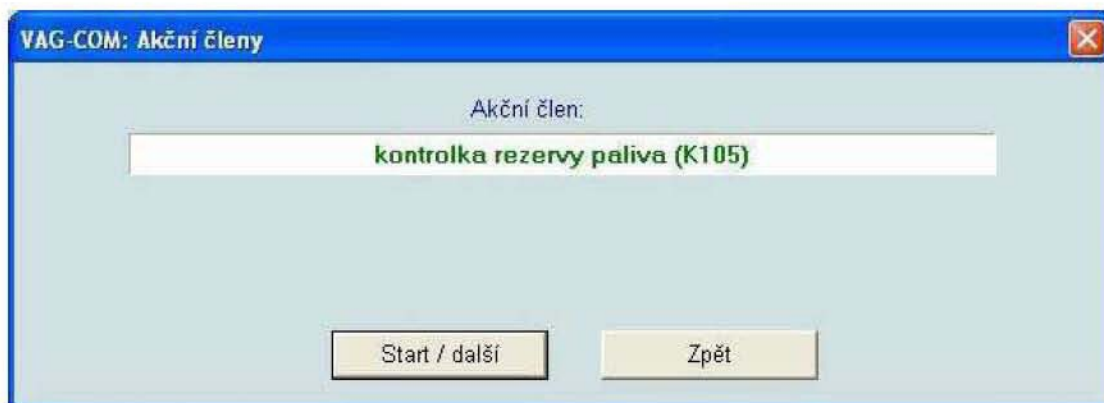 VAG-COM: Akční členy
Akční člen:
kontrolka rezervy paliva (K105)
Start / další
Zpět